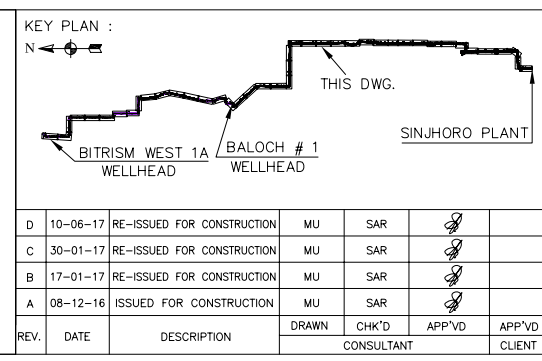 KEY PLAN :
N
THIS DWG.
SINJHORO PLANT
BITRISM WEST 1A
WELLHEAD
BALOCH # 1
WELLHEAD
D 10-06-17 RE-ISSUED FOR CONSTRUCTION MU SAR
C 30-01-17 RE-ISSUED FOR CONSTRUCTION MU SAR
B 17-01-17 RE-ISSUED FOR CONSTRUCTION MU SAR
A 08-12-16 ISSUED FOR CONSTRUCTION MU SAR
REV. DATE DESCRIPTION DRAWN CHK'D APP'VD APP'VD
CONSULTANT CLIENT